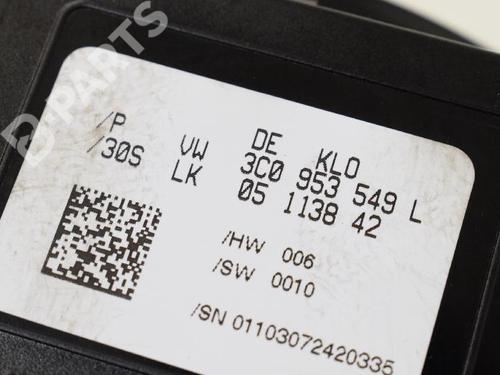 B-PARTS
/P VW DE KLO
/30S LK 3C0 953 549 L
05 1138 42
/HW 006
/SW 0010
/SN 01103072420335